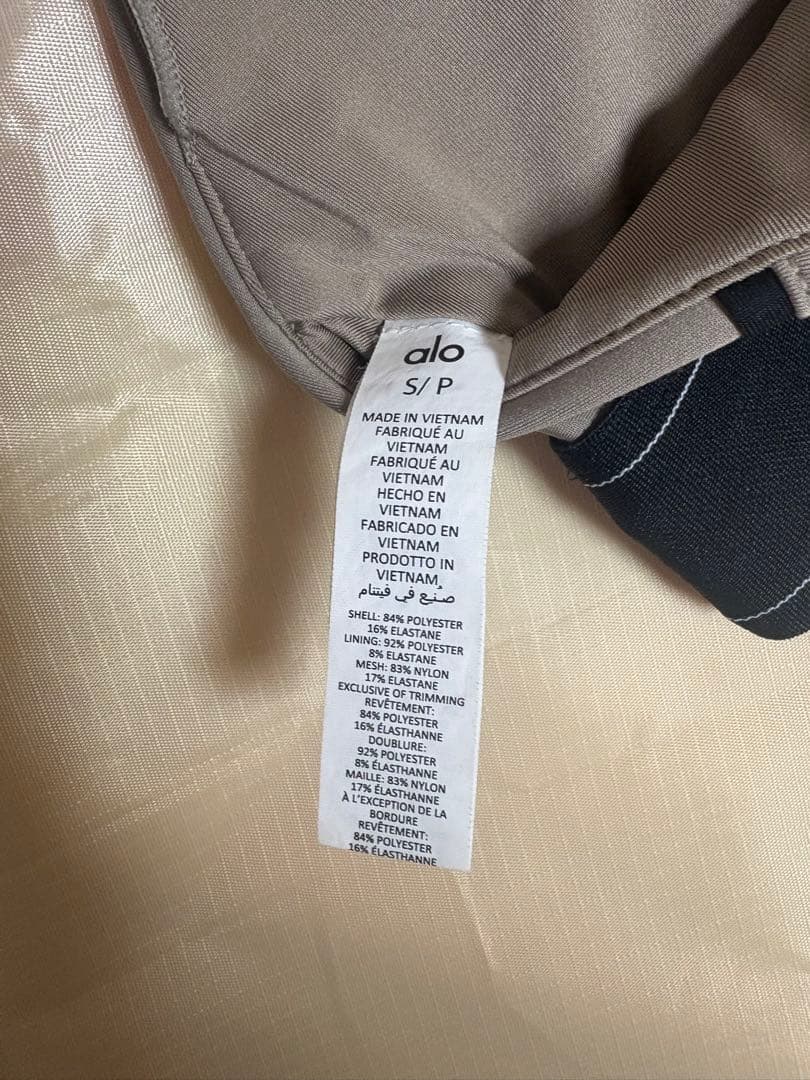 alo
S/ P
MADE IN VIETNAM
FABRIQUÉ AU
VIETNAM
FABRIQUÉ AU
VIETNAM
HECHO EN
VIETNAM
FABRICADO EN
VIETNAM
PRODOTTO IN
VIETNAM
صُنِع في فيتنام
SHELL: 84% POLYESTER
16% ELASTANE
LINING: 92% POLYESTER
8% ELASTANE
MESH: 83% NYLON
17% ELASTANE
EXCLUSIVE OF TRIMMING
REVÊTEMENT:
84% POLYESTER
16% ÉLASTHANNE
DOUBLURE:
92% POLYESTER
8% ÉLASTHANNE
MAILLE: 83% NYLON
17% ÉLASTHANNE
À L'EXCEPTION DE LA
BORDURE
REVÊTEMENT:
84% POLYESTER
16% ÉLASTHANNE